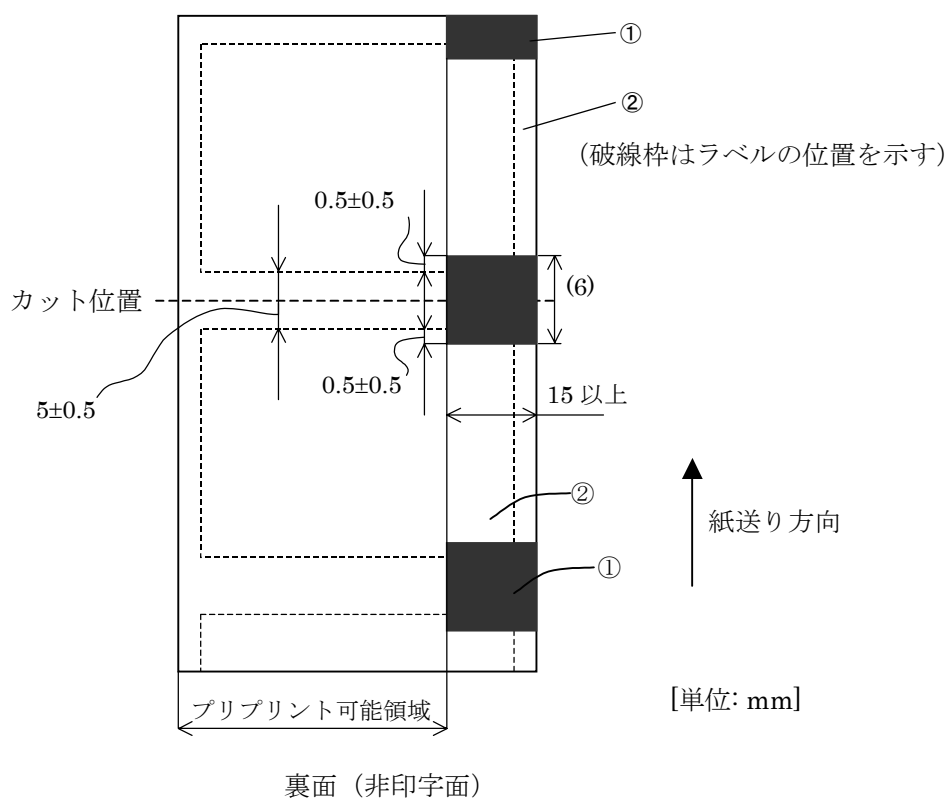 ①
②
(破線枠はラベルの位置を示す)
0.5±0.5
(6)
カット位置
0.5±0.5
15 以上
5±0.5
②
紙送り方向
①
[単位: mm]
プリプリント可能領域
裏面（非印字面）